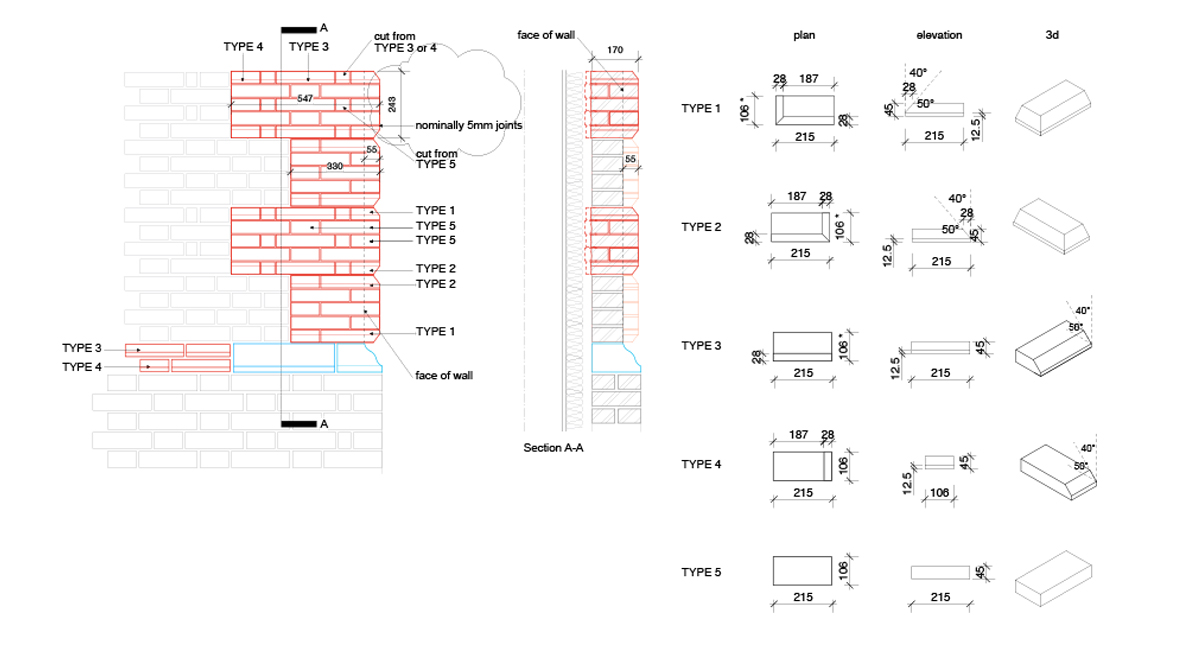 A
TYPE 4
TYPE 3
cut from
TYPE 3 or 4
547
243
nominally 5mm joints
55
cut from
TYPE 5
330
TYPE 1
TYPE 5
TYPE 5
TYPE 2
TYPE 2
TYPE 1
TYPE 3
TYPE 4
face of wall
A
face of wall
170
55
Section A-A
plan
elevation
3d
TYPE 1
28
187
106 *
28
215
40°
28
50°
45
12.5
215
TYPE 2
187
28
28
106 *
215
40°
28
50°
45
12.5
215
TYPE 3
28
106 *
215
45
12.5
215
40°
50°
TYPE 4
187
28
106
215
45
12.5
106
40°
50°
TYPE 5
106
215
45
215